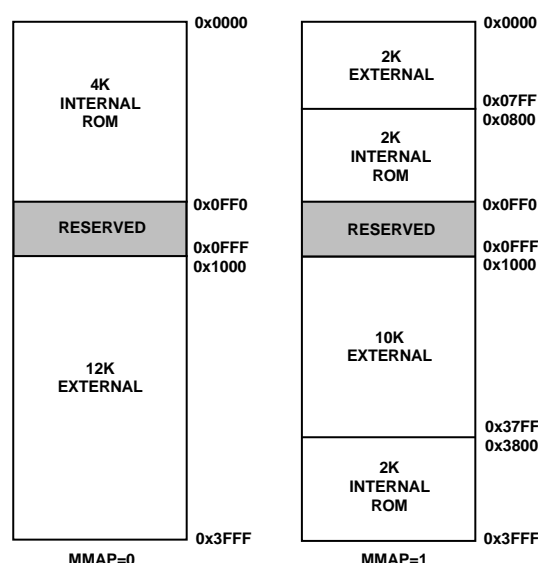 0x0000
4K
INTERNAL
ROM
0x0FF0
RESERVED
0x0FFF
0x1000
12K
EXTERNAL
0x3FFF
MMAP=0
0x0000
2K
EXTERNAL
0x07FF
0x0800
2K
INTERNAL
ROM
0x0FF0
RESERVED
0x0FFF
0x1000
10K
EXTERNAL
0x37FF
0x3800
2K
INTERNAL
ROM
0x3FFF
MMAP=1